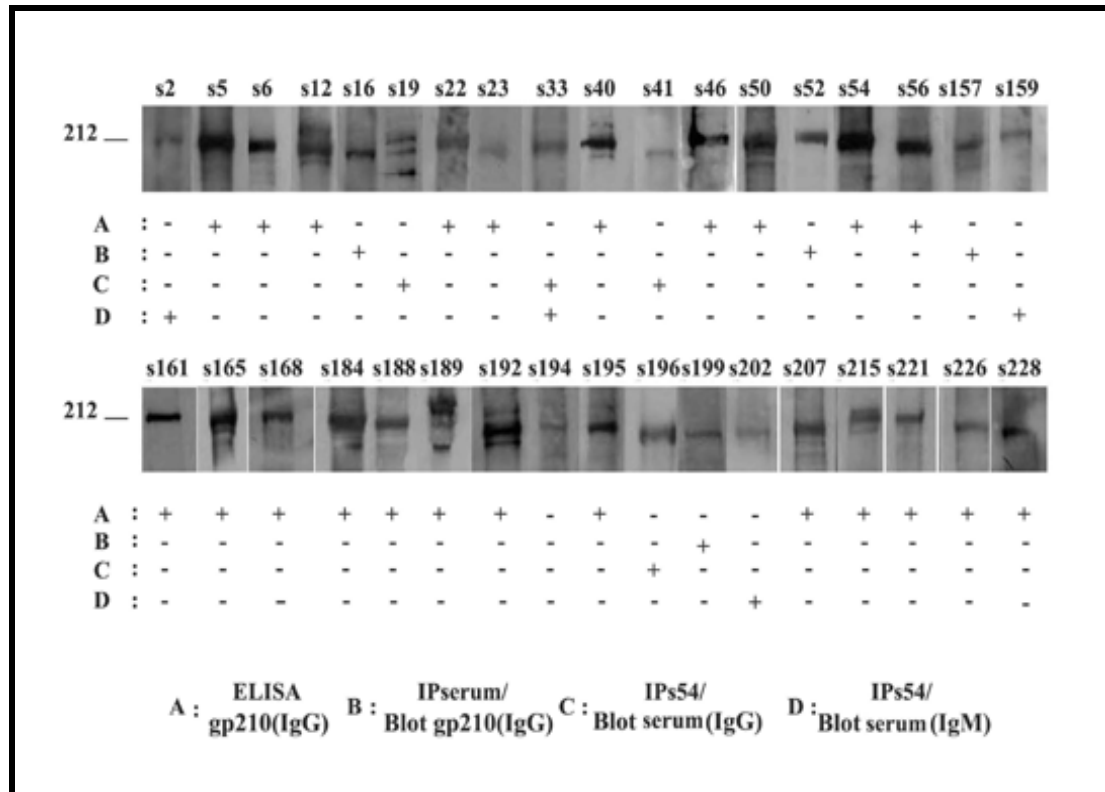 s2 s5 s6 s12 s16 s19 s22 s23 s33 s40 s41 s46 s50 s52 s54 s56 s157 s159
212 —
A : - + + + - - + + - + - + + - + + - -
B : - - - - + - - - - - - - - + - - + -
C : - - - - - + - - + - + - - - - - - -
D : + - - - - - - - + - - - - - - - - +
s161 s165 s168 s184 s188 s189 s192 s194 s195 s196 s199 s202 s207 s215 s221 s226 s228
212 —
A : + + + + + + + - + - - - + + + + +
B : - - - - - - - - - - + - - - - - -
C : - - - - - - - - - + - - - - - - -
D : - - - - - - - - - - - + - - - - -
A : ELISA gp210(IgG) B : IPserum/ Blot gp210(IgG) C : IPs54/ Blot serum(IgG) D : IPs54/ Blot serum(IgM)